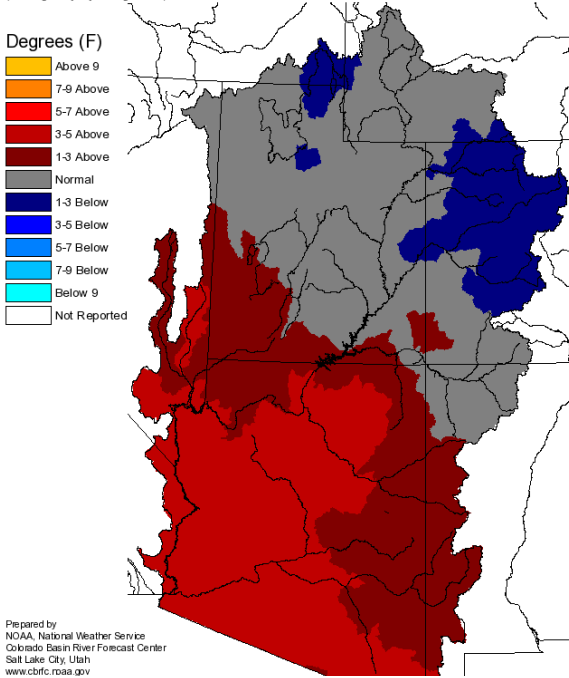 Degrees (F)
Above 9
7-9 Above
5-7 Above
3-5 Above
1-3 Above
Normal
1-3 Below
3-5 Below
5-7 Below
7-9 Below
Below 9
Not Reported
Prepared by
NOAA, National Weather Service
Colorado Basin River Forecast Center
Salt Lake City, Utah
www.cbrfc.noaa.gov